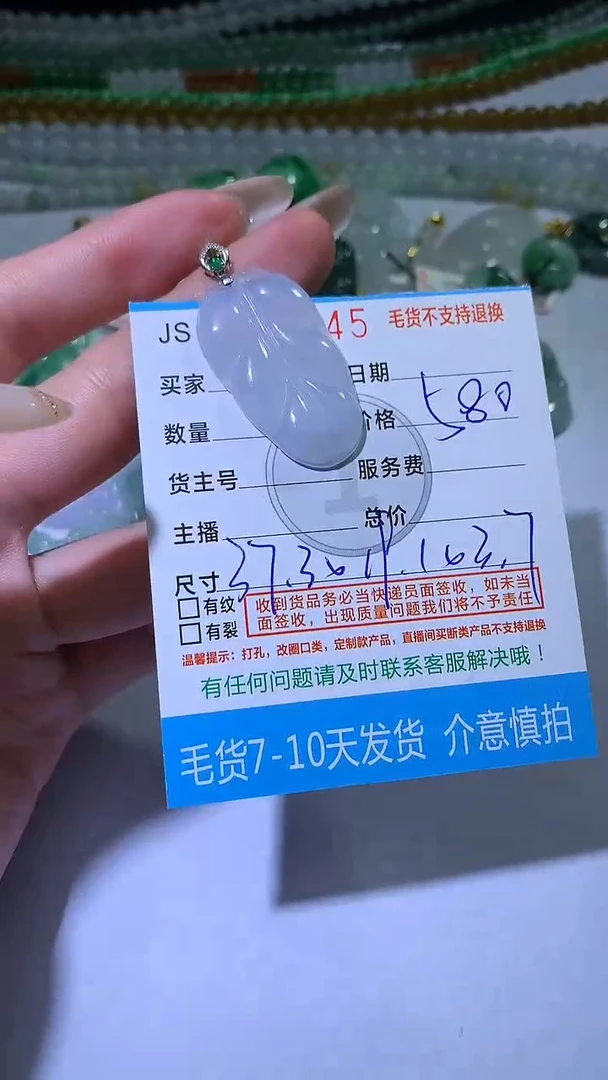 JS 45 毛货不支持退换
买家 日期
数量 价格 580
货主号 服务费
主播 总价
尺寸
有纹
有裂
收到货品务必当快递员面签收，如未当
面签收，出现质量问题我们将不予责任
温馨提示：打孔，改圈口类，定制款产品，直播间买断类产品不支持退换
有任何问题请及时联系客服解决哦！
毛货7-10天发货 介意慎拍